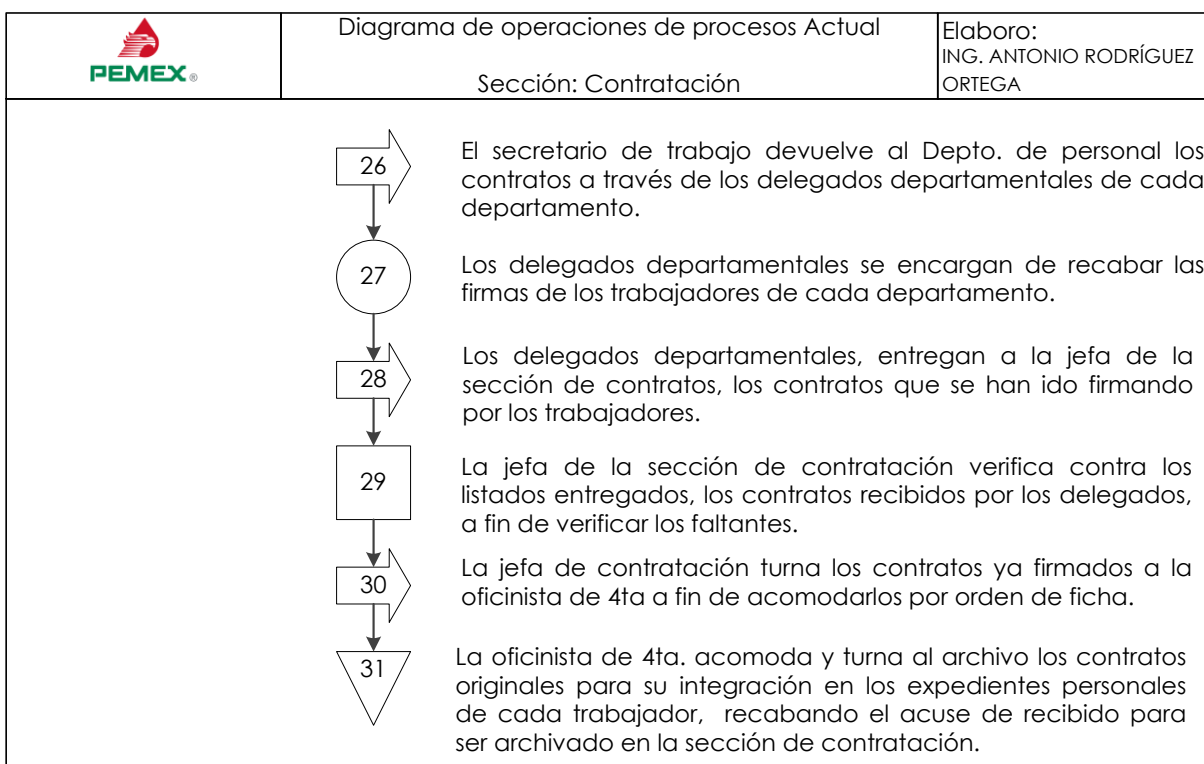 PEMEX®
Diagrama de operaciones de procesos Actual
Sección: Contratación
Elaboro:
ING. ANTONIO RODRÍGUEZ
ORTEGA
26
El secretario de trabajo devuelve al Depto. de personal los
contratos a través de los delegados departamentales de cada
departamento.
27
Los delegados departamentales se encargan de recabar las
firmas de los trabajadores de cada departamento.
28
Los delegados departamentales, entregan a la jefa de la
sección de contratos, los contratos que se han ido firmando
por los trabajadores.
29
La jefa de la sección de contratación verifica contra los
listados entregados, los contratos recibidos por los delegados,
a fin de verificar los faltantes.
30
La jefa de contratación turna los contratos ya firmados a la
oficinista de 4ta a fin de acomodarlos por orden de ficha.
31
La oficinista de 4ta. acomoda y turna al archivo los contratos
originales para su integración en los expedientes personales
de cada trabajador, recabando el acuse de recibido para
ser archivado en la sección de contratación.